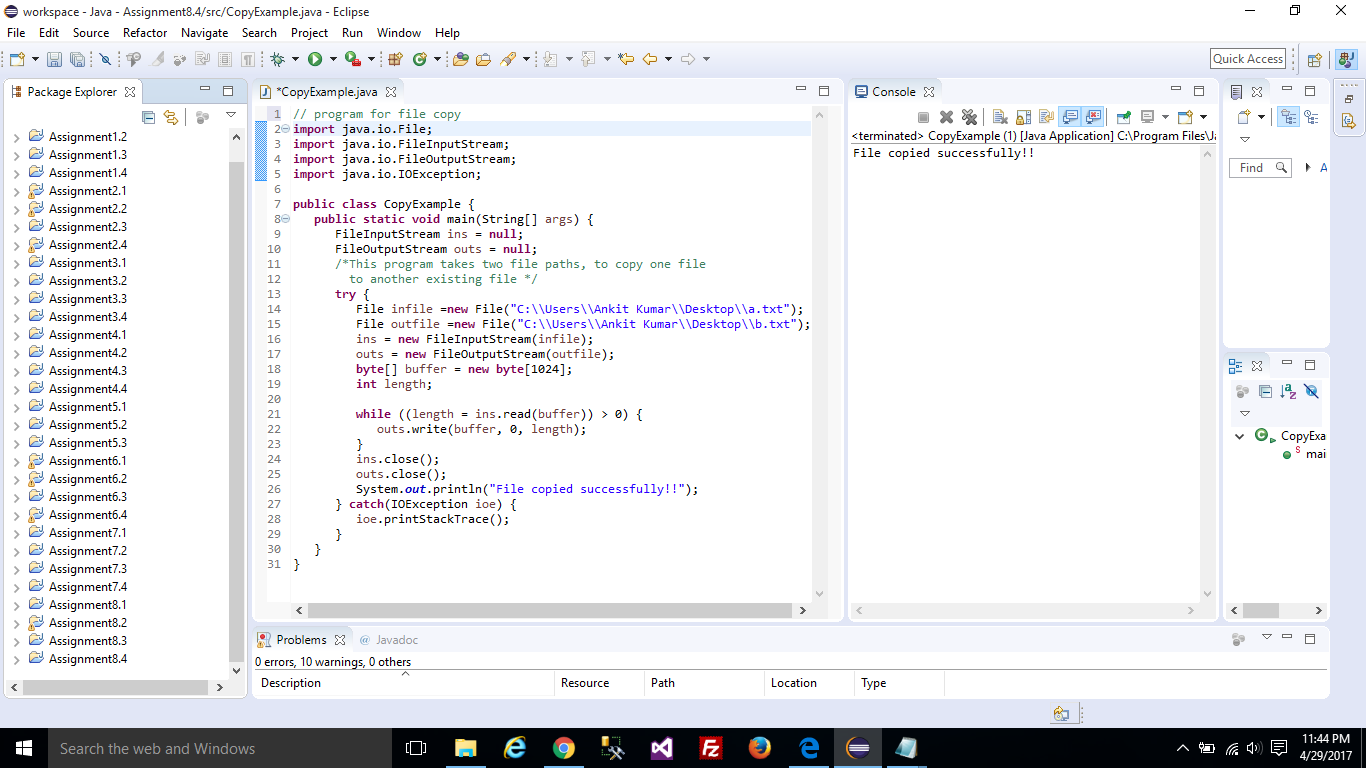 workspace - Java - Assignment8.4/src/CopyExample.java - Eclipse
File Edit Source Refactor Navigate Search Project Run Window Help
Quick Access
Package Explorer
Assignment1.2
Assignment1.3
Assignment1.4
Assignment2.1
Assignment2.2
Assignment2.3
Assignment2.4
Assignment3.1
Assignment3.2
Assignment3.3
Assignment3.4
Assignment4.1
Assignment4.2
Assignment4.3
Assignment4.4
Assignment5.1
Assignment5.2
Assignment5.3
Assignment6.1
Assignment6.2
Assignment6.3
Assignment6.4
Assignment7.1
Assignment7.2
Assignment7.3
Assignment7.4
Assignment8.1
Assignment8.2
Assignment8.3
Assignment8.4
*CopyExample.java
1 // program for file copy
2 import java.io.File;
3 import java.io.FileInputStream;
4 import java.io.FileOutputStream;
5 import java.io.IOException;
6
7 public class CopyExample {
8 public static void main(String[] args) {
9 FileInputStream ins = null;
10 FileOutputStream outs = null;
11 /*This program takes two file paths, to copy one file
12 to another existing file */
13 try {
14 File infile =new File("C:\\Users\\Ankit Kumar\\Desktop\\a.txt");
15 File outfile =new File("C:\\Users\\Ankit Kumar\\Desktop\\b.txt");
16 ins = new FileInputStream(infile);
17 outs = new FileOutputStream(outfile);
18 byte[] buffer = new byte[1024];
19 int length;
20
21 while ((length = ins.read(buffer)) > 0) {
22 outs.write(buffer, 0, length);
23 }
24 ins.close();
25 outs.close();
26 System.out.println("File copied successfully!!");
27 } catch(IOException ioe) {
28 ioe.printStackTrace();
29 }
30 }
31 }
Console
<terminated> CopyExample (1) [Java Application] C:\Program Files\Ja
File copied successfully!!
Find A
CopyExa
S mai
Problems @ Javadoc
0 errors, 10 warnings, 0 others
Description Resource Path Location Type
Search the web and Windows
11:44 PM
4/29/2017